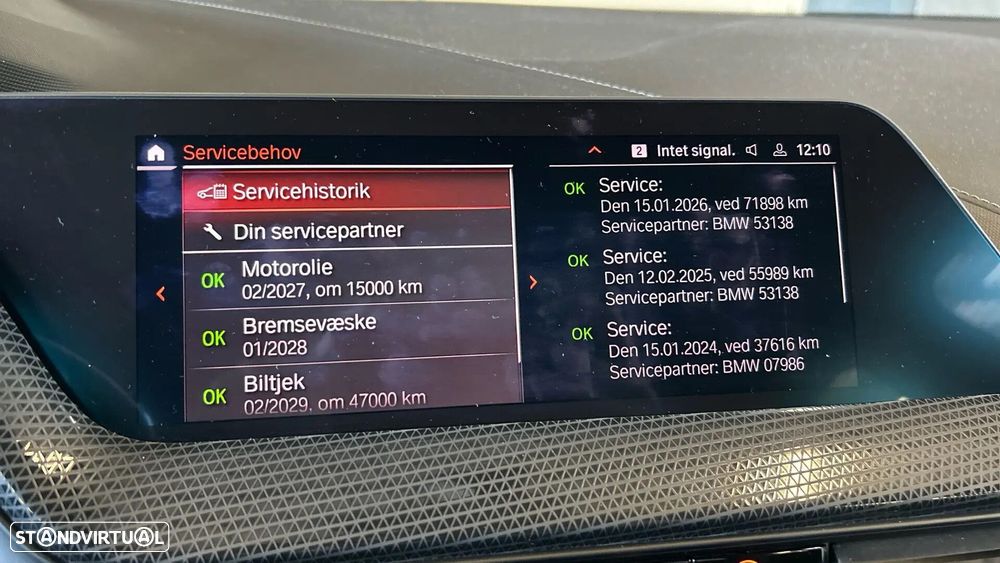 Servicebehov
2 Intet signal. 12:10
Servicehistorik
Din servicepartner
OK Motorolie
02/2027, om 15000 km
OK Bremsevæske
01/2028
OK Biltjek
02/2029, om 47000 km
OK Service:
Den 15.01.2026, ved 71898 km
Servicepartner: BMW 53138
OK Service:
Den 12.02.2025, ved 55989 km
Servicepartner: BMW 53138
OK Service:
Den 15.01.2024, ved 37616 km
Servicepartner: BMW 07986
STANDVIRTUAL